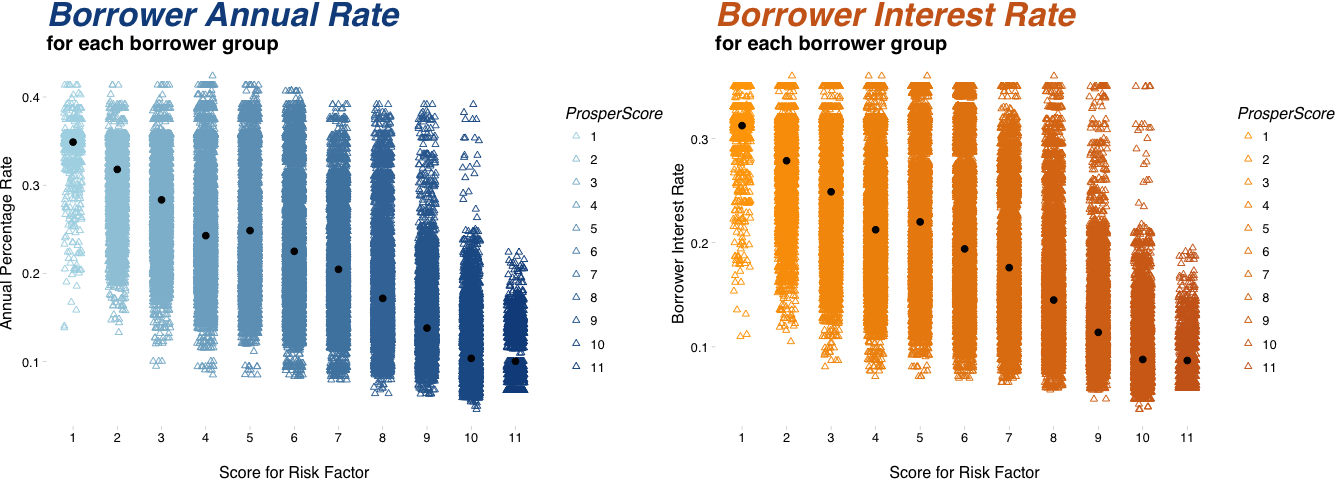 Borrower Annual Rate
for each borrower group
Annual Percentage Rate
0.4
0.3
0.2
0.1
1 2 3 4 5 6 7 8 9 10 11
Score for Risk Factor
ProsperScore
1
2
3
4
5
6
7
8
9
10
11
Borrower Interest Rate
for each borrower group
Borrower Interest Rate
0.3
0.2
0.1
1 2 3 4 5 6 7 8 9 10 11
Score for Risk Factor
ProsperScore
1
2
3
4
5
6
7
8
9
10
11